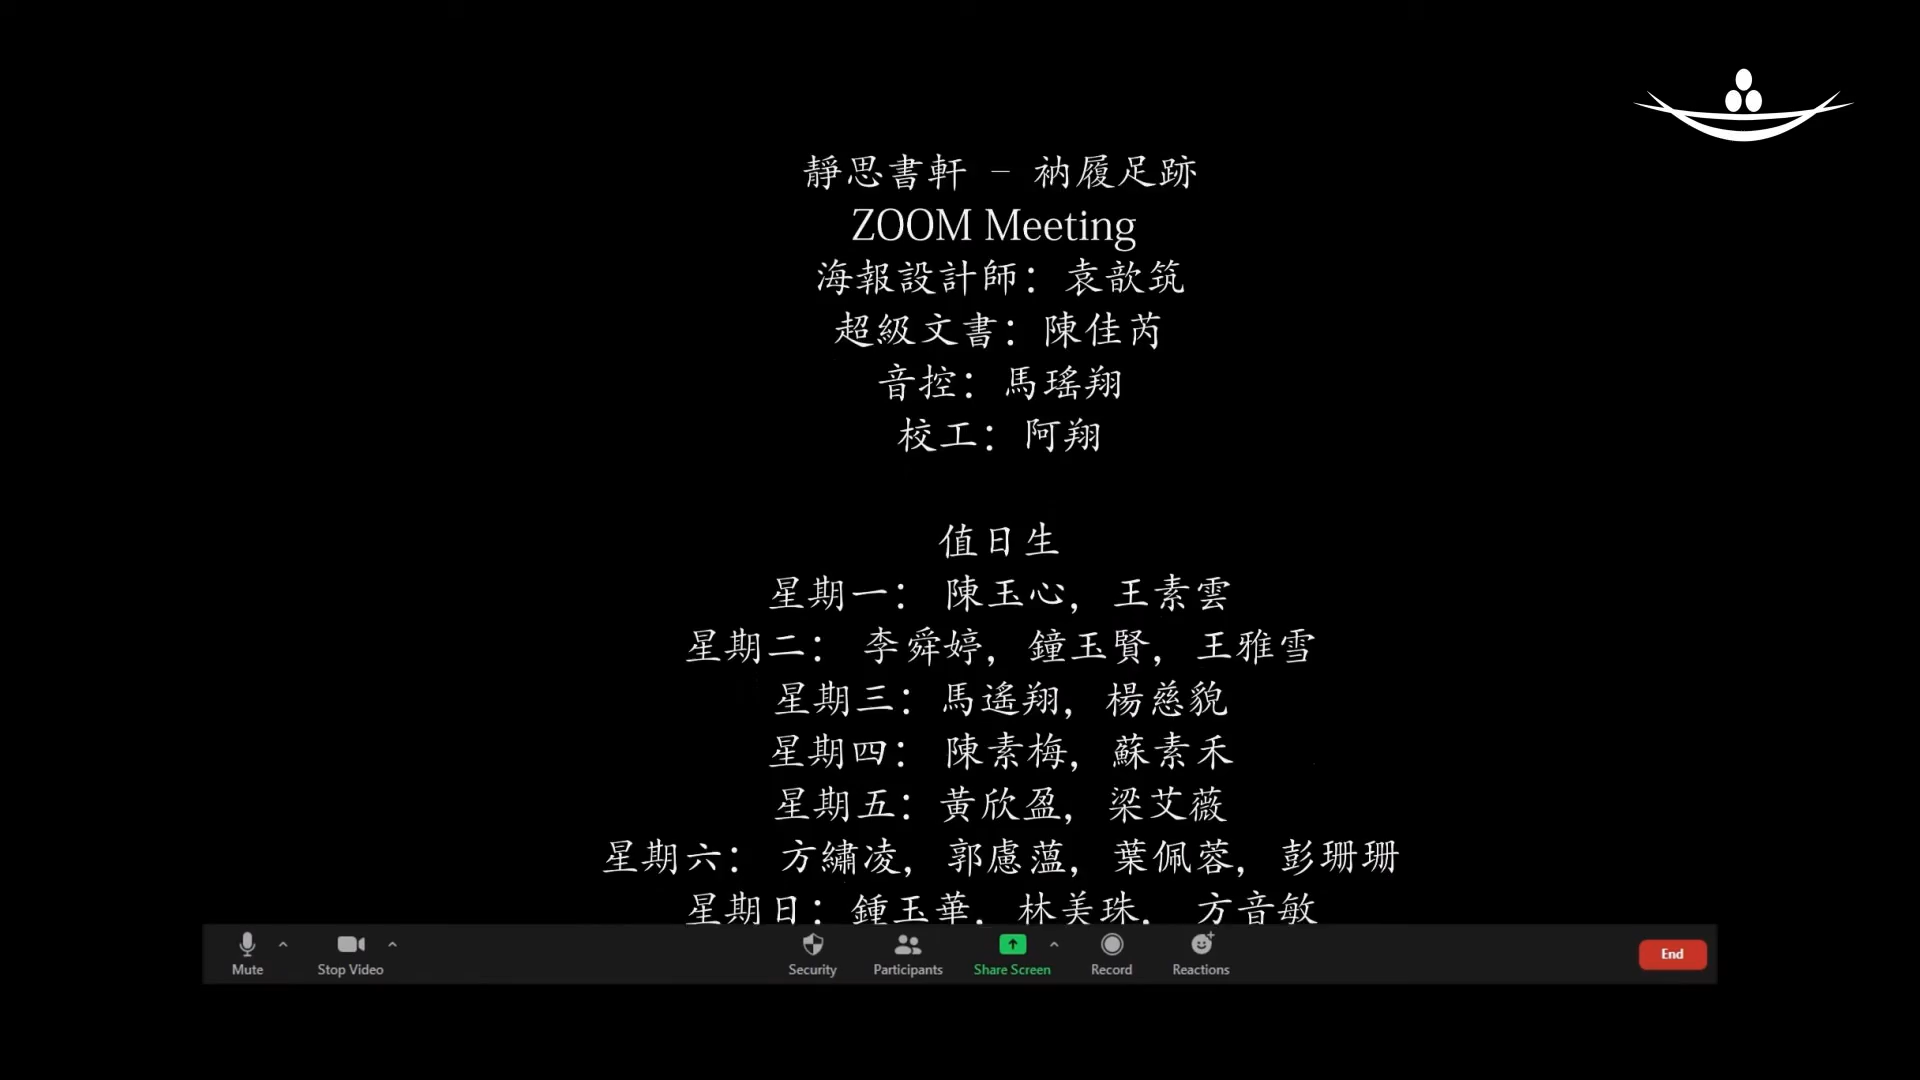 靜思書軒 – 衲履足跡
ZOOM Meeting
海報設計師：袁歆筑
超級文書：陳佳芮
音控：馬瑤翔
校工：阿翔
值日生
星期一： 陳玉心，王素雲
星期二： 李舜婷，鐘玉賢，王雅雪
星期三：馬遙翔，楊慈貌
星期四： 陳素梅，蘇素禾
星期五：黃欣盈，梁艾薇
星期六： 方繡凌，郭慮薀，葉佩蓉，彭珊珊
星期日：鍾玉華，林美珠， 方音敏
Mute
Stop Video
Security
Participants
Share Screen
Record
Reactions
End